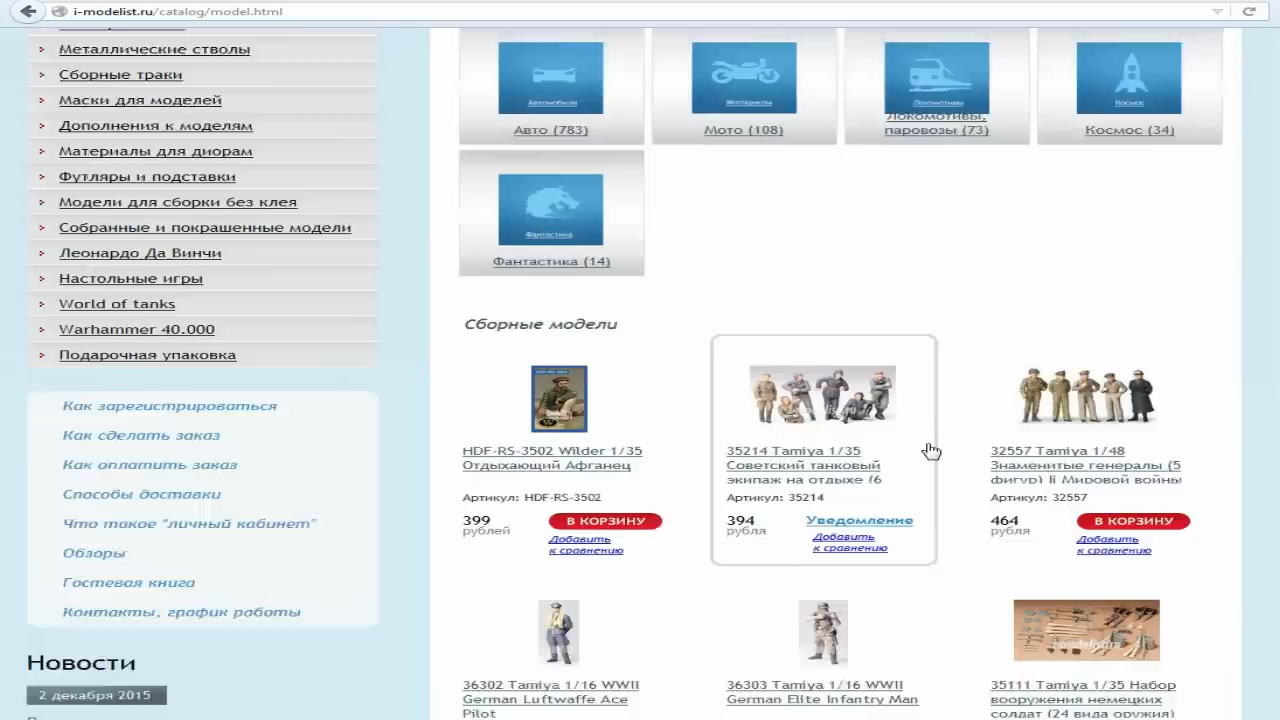 i-modelist.ru/catalog/model.html
Металлические стволы
Сборные траки
Маски для моделей
Дополнения к моделям
Материалы для диорам
Футляры и подставки
Модели для сборки без клея
Собранные и покрашенные модели
Леонардо Да Винчи
Настольные игры
World of tanks
Warhammer 40.000
Подарочная упаковка
Как зарегистрироваться
Как сделать заказ
Как оплатить заказ
Способы доставки
Что такое "личный кабинет"
Обзоры
Гостевая книга
Контакты, график работы
Новости
2 декабря 2015
Автомобили
Авто (783)
Мотоциклы
Мото (108)
Локомотивы
Локомотивы,
паровозы (73)
Космос
Космос (34)
Фантастика
Фантастика (14)
Сборные модели
HDF-RS-3502 Wilder 1/35
Отдыхающий Афганец
Артикул: HDF-RS-3502
399
рублей
В КОРЗИНУ
Добавить
к сравнению
35214 Tamiya 1/35
Советский танковый
экипаж на отдыхе (6
Артикул: 35214
394
рубля
Уведомление
Добавить
к сравнению
32557 Tamiya 1/48
Знаменитые генералы (5
фигур) Ii Мировой войны
Артикул: 32557
464
рубля
В КОРЗИНУ
Добавить
к сравнению
36302 Tamiya 1/16 WWII
German Luftwaffe Ace
Pilot
36303 Tamiya 1/16 WWII
German Elite Infantry Man
i-modelist.ru
35111 Tamiya 1/35 Набор
вооружения немецких
солдат (24 вида оружия)